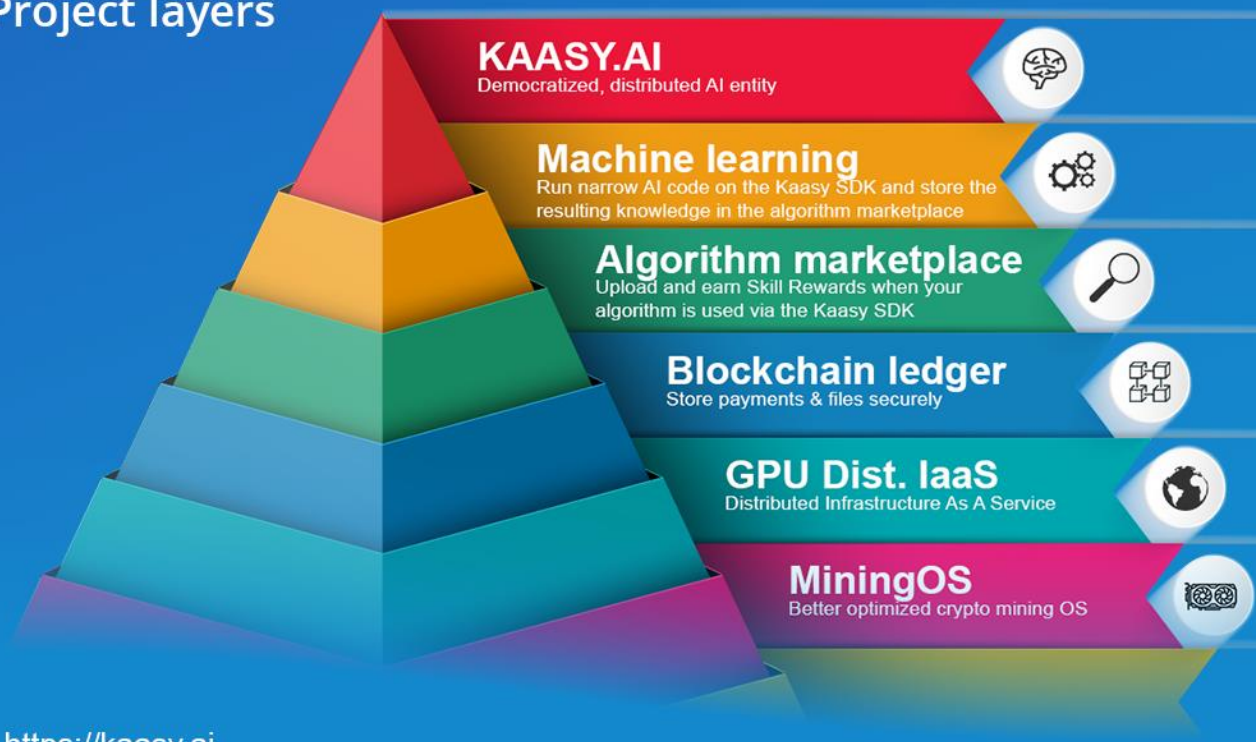 Project layers
KAASY.AI
Democratized, distributed AI entity
Machine learning
Run narrow AI code on the Kaasy SDK and store the
resulting knowledge in the algorithm marketplace
Algorithm marketplace
Upload and earn Skill Rewards when your
algorithm is used via the Kaasy SDK
Blockchain ledger
Store payments & files securely
GPU Dist. IaaS
Distributed Infrastructure As A Service
MiningOS
Better optimized crypto mining OS
https://kaasy.ai